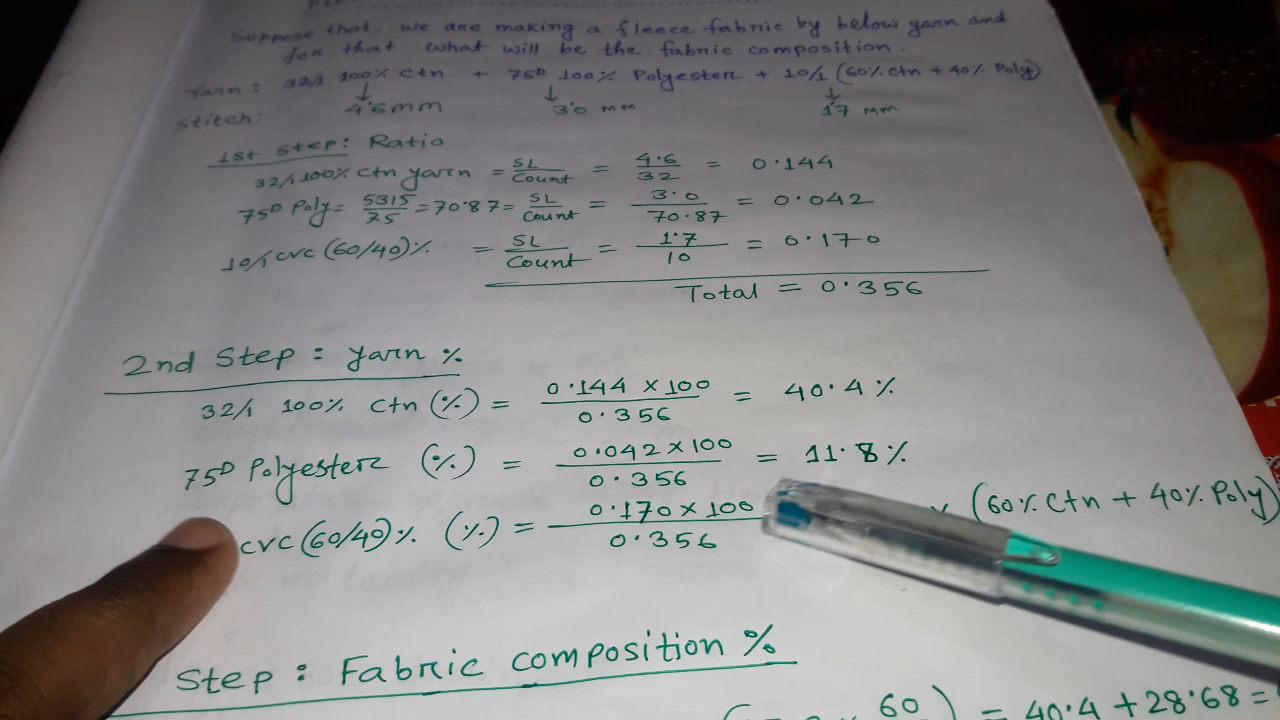 Suppose that, we are making a fleece fabric by below yarn and
for that what will be the fabric composition.
Yarn: 32/1 100% Ctn + 75D 100% Polyester + 10/1 (60% Ctn + 40% Poly)
↓ ↓ ↓
Stitch: 4.6mm 3.0 mm 1.7 mm
1st Step: Ratio
32/1 100% Ctn yarn = SL/Count = 4.6/32 = 0.144
75D Poly = 5315/75 = 70.87 = SL/Count = 3.0/70.87 = 0.042
10/1 CVC (60/40)% = SL/Count = 1.7/10 = 0.170
Total = 0.356
2nd Step: Yarn %
32/1 100% Ctn (%) = 0.144 x 100/0.356 = 40.4%
75D Polyester (%) = 0.042 x 100/0.356 = 11.8%
CVC (60/40)% (%) = 0.170 x 100/0.356 (60% Ctn + 40% Poly)
Step: Fabric composition %
60) = 40.4 + 28.68 =